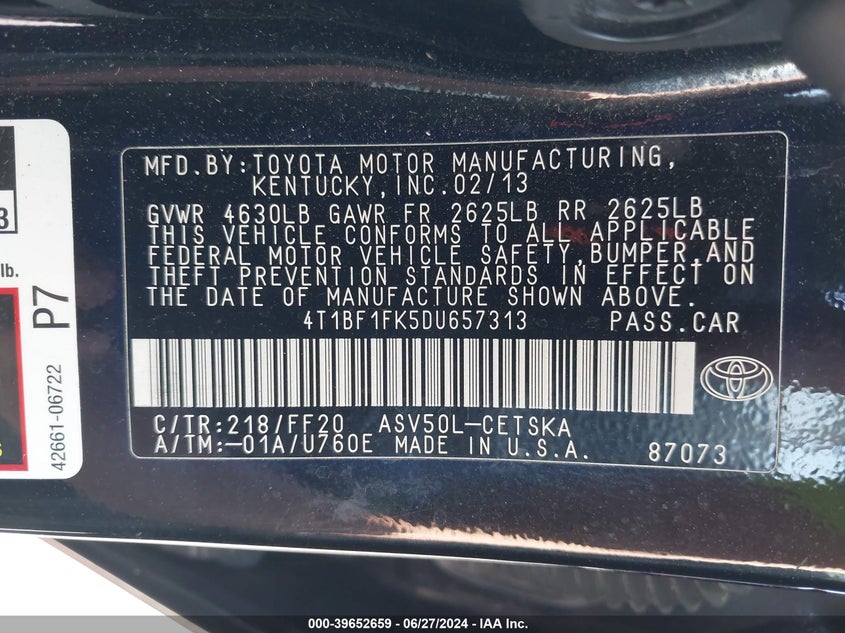 3
lb.
P7
42661-06722
s
MFD.BY:TOYOTA MOTOR MANUFACTURING,
KENTUCKY,INC.02/13
GVWR 4630LB GAWR FR 2625LB RR 2625LB
THIS VEHICLE CONFORMS TO ALL APPLICABLE
FEDERAL MOTOR VEHICLE SAFETY,BUMPER,AND
THEFT PREVENTION STANDARDS IN EFFECT ON
THE DATE OF MANUFACTURE SHOWN ABOVE.
4T1BF1FK5DU657313 PASS.CAR
C/TR:218/FF20 ASV50L-CETSKA
A/TM:-01A/U760E MADE IN U.S.A. 87073
000-39652659 - 06/27/2024 - IAA Inc.